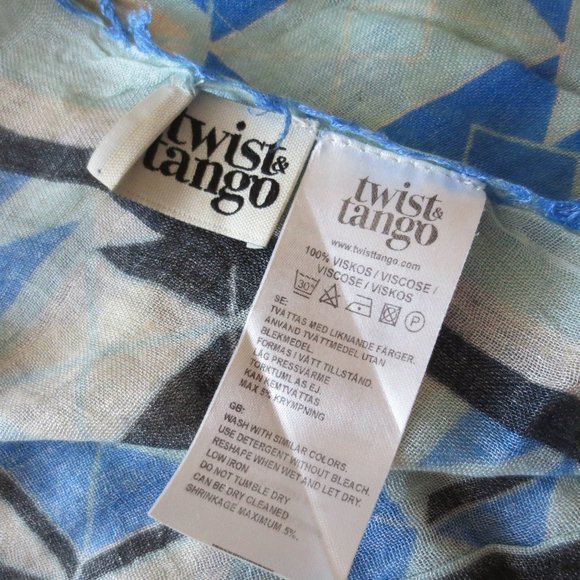 twist &
tango
twist &
tango
www.twisttango.com
100% VISKOS / VISCOSE /
VISCOSE / VISKOS
30°
P
SE:
TVÄTTAS MED LIKNANDE FÄRGER.
ANVÄND TVÄTTMEDEL UTAN
BLEKMEDEL.
FORMAS I VÅTT TILLSTÅND.
LÅG PRESSVÄRME
TORKTUMLAS EJ.
KAN KEMTVÄTTAS
MAX 5% KRYMPNING
GB:
WASH WITH SIMILAR COLORS.
USE DETERGENT WITHOUT BLEACH.
RESHAPE WHEN WET AND LET DRY.
LOW IRON
DO NOT TUMBLE DRY
CAN BE DRY CLEANED
SHRINKAGE MAXIMUM 5%.